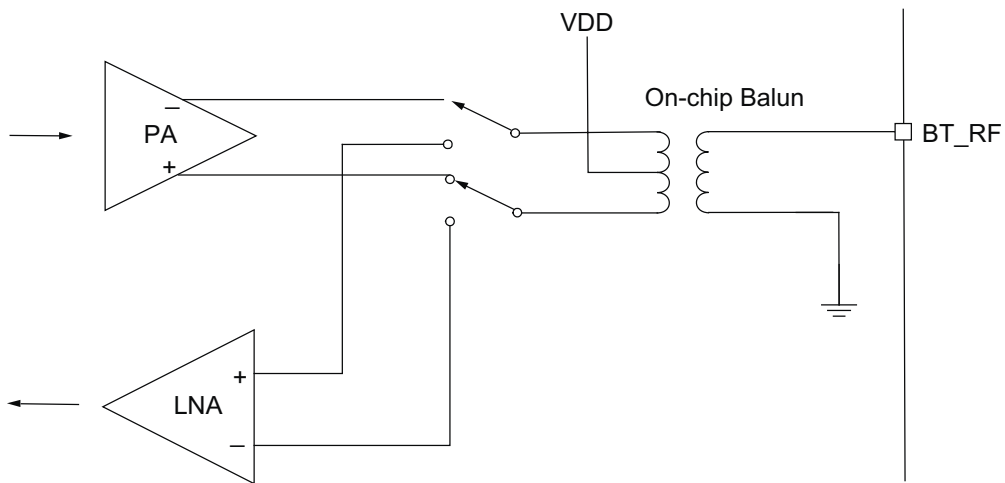 VDD
On-chip Balun
−
PA
+
BT_RF
+
LNA
−